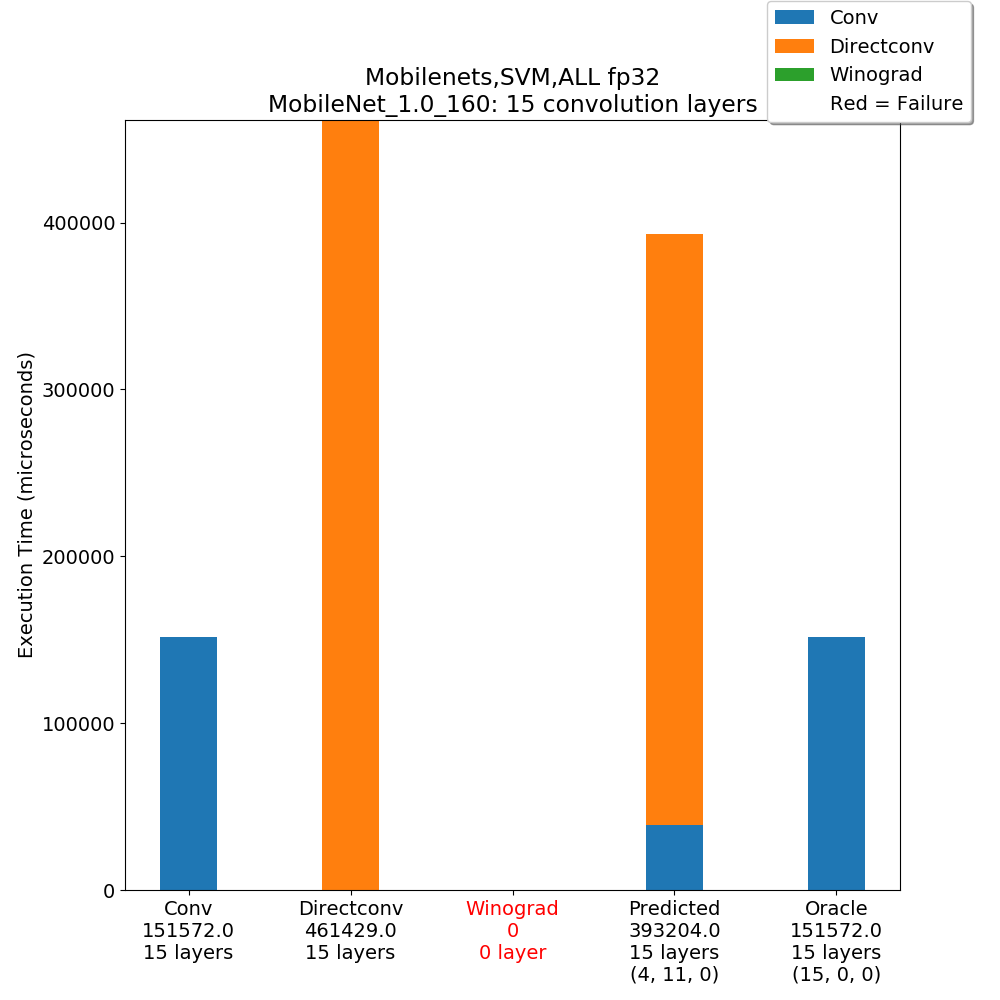 Conv
Directconv
Winograd
Red = Failure
Mobilenets,SVM,ALL fp32
MobileNet_1.0_160: 15 convolution layers
Execution Time (microseconds)
400000
300000
200000
100000
0
Conv
151572.0
15 layers
Directconv
461429.0
15 layers
Winograd
0
0 layer
Predicted
393204.0
15 layers
(4, 11, 0)
Oracle
151572.0
15 layers
(15, 0, 0)